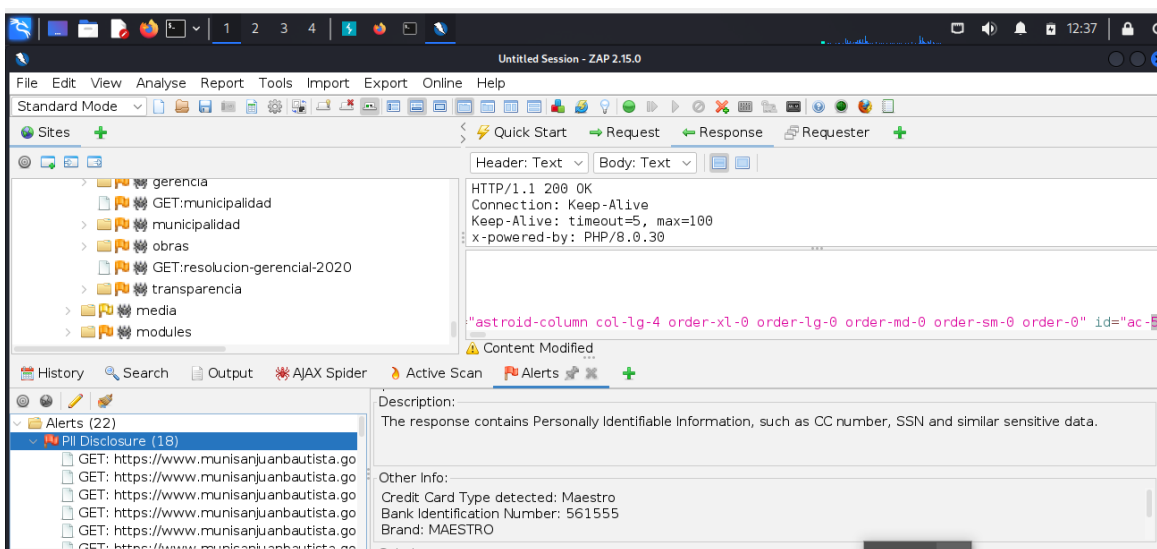 1 2 3 4 12:37
Untitled Session - ZAP 2.15.0
File Edit View Analyse Report Tools Import Export Online Help
Standard Mode
Sites
Quick Start Request Response Requester
Header: Text Body: Text
gerencia
GET:municipalidad
municipalidad
obras
GET:resolucion-gerencial-2020
transparencia
media
modules
HTTP/1.1 200 OK
Connection: Keep-Alive
Keep-Alive: timeout=5, max=100
x-powered-by: PHP/8.0.30
"astroid-column col-lg-4 order-xl-0 order-lg-0 order-md-0 order-sm-0 order-0" id="ac-5
Content Modified
History Search Output AJAX Spider Active Scan Alerts
Alerts (22)
PII Disclosure (18)
GET: https://www.munisanjuanbautista.go
GET: https://www.munisanjuanbautista.go
GET: https://www.munisanjuanbautista.go
GET: https://www.munisanjuanbautista.go
GET: https://www.munisanjuanbautista.go
GET: https://www.munisanjuanbautista.go
Description:
The response contains Personally Identifiable Information, such as CC number, SSN and similar sensitive data.
Other Info:
Credit Card Type detected: Maestro
Bank Identification Number: 561555
Brand: MAESTRO